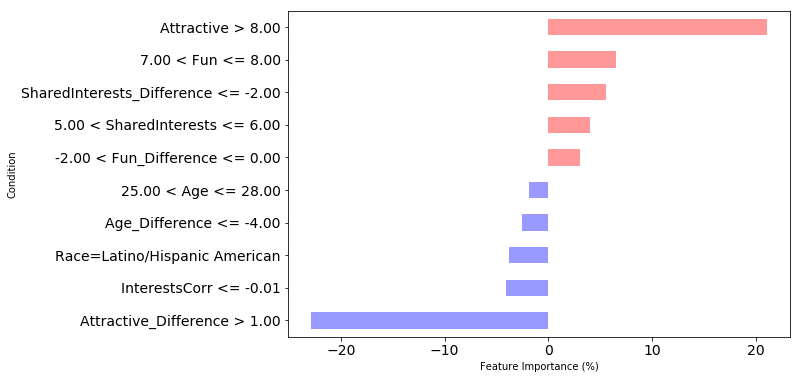 Attractive > 8.00
7.00 < Fun <= 8.00
SharedInterests_Difference <= -2.00
5.00 < SharedInterests <= 6.00
-2.00 < Fun_Difference <= 0.00
25.00 < Age <= 28.00
Age_Difference <= -4.00
Race=Latino/Hispanic American
InterestsCorr <= -0.01
Attractive_Difference > 1.00
Condition
−20 −10 0 10 20
Feature Importance (%)